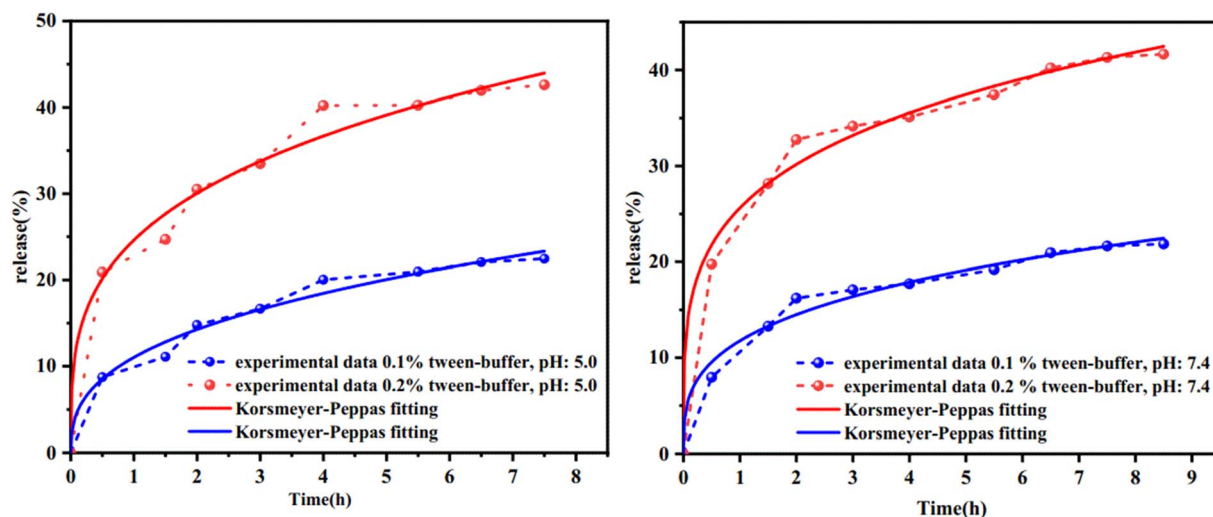 50
40
30
20
10
0
release(%)
experimental data 0.1% tween-buffer, pH: 5.0
experimental data 0.2% tween-buffer, pH: 5.0
Korsmeyer-Peppas fitting
Korsmeyer-Peppas fitting
0 1 2 3 4 5 6 7 8
Time(h)
40
30
20
10
0
release(%)
experimental data 0.1 % tween-buffer, pH: 7.4
experimental data 0.2 % tween-buffer, pH: 7.4
Korsmeyer-Peppas fitting
Korsmeyer-Peppas fitting
0 1 2 3 4 5 6 7 8 9
Time(h)